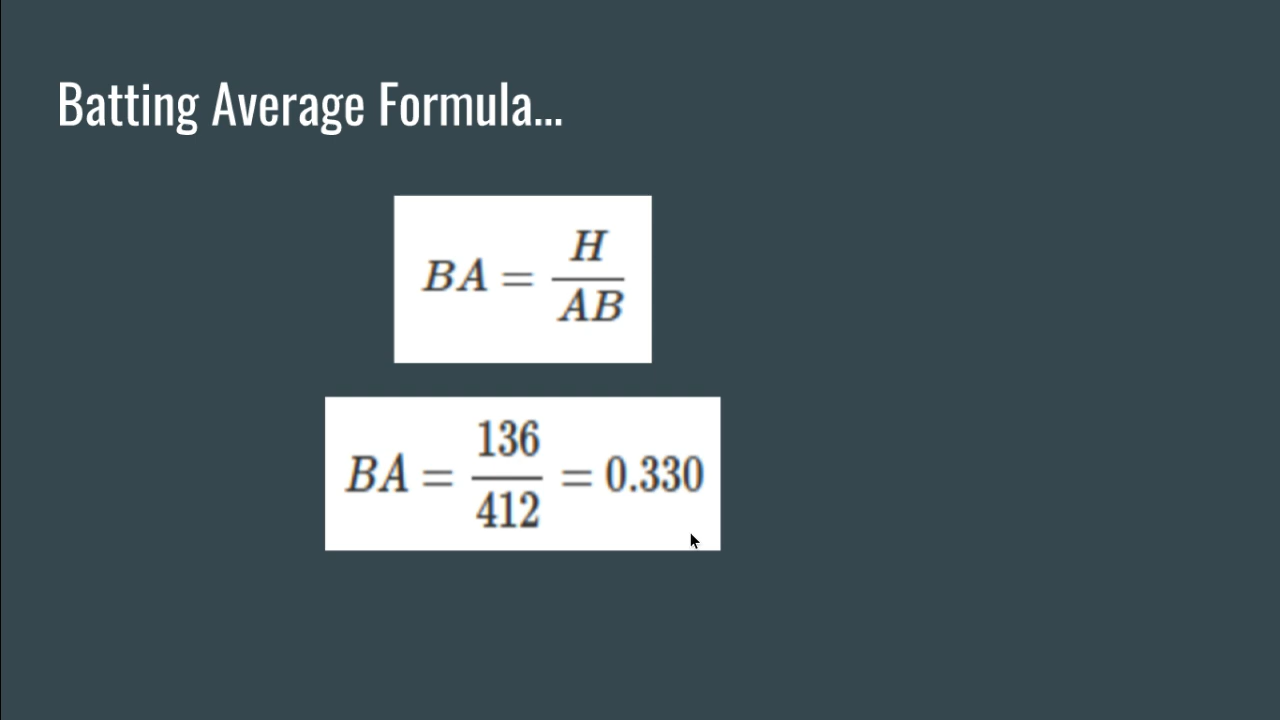 Batting Average Formula...
BA = H/AB
BA = 136/412 = 0.330